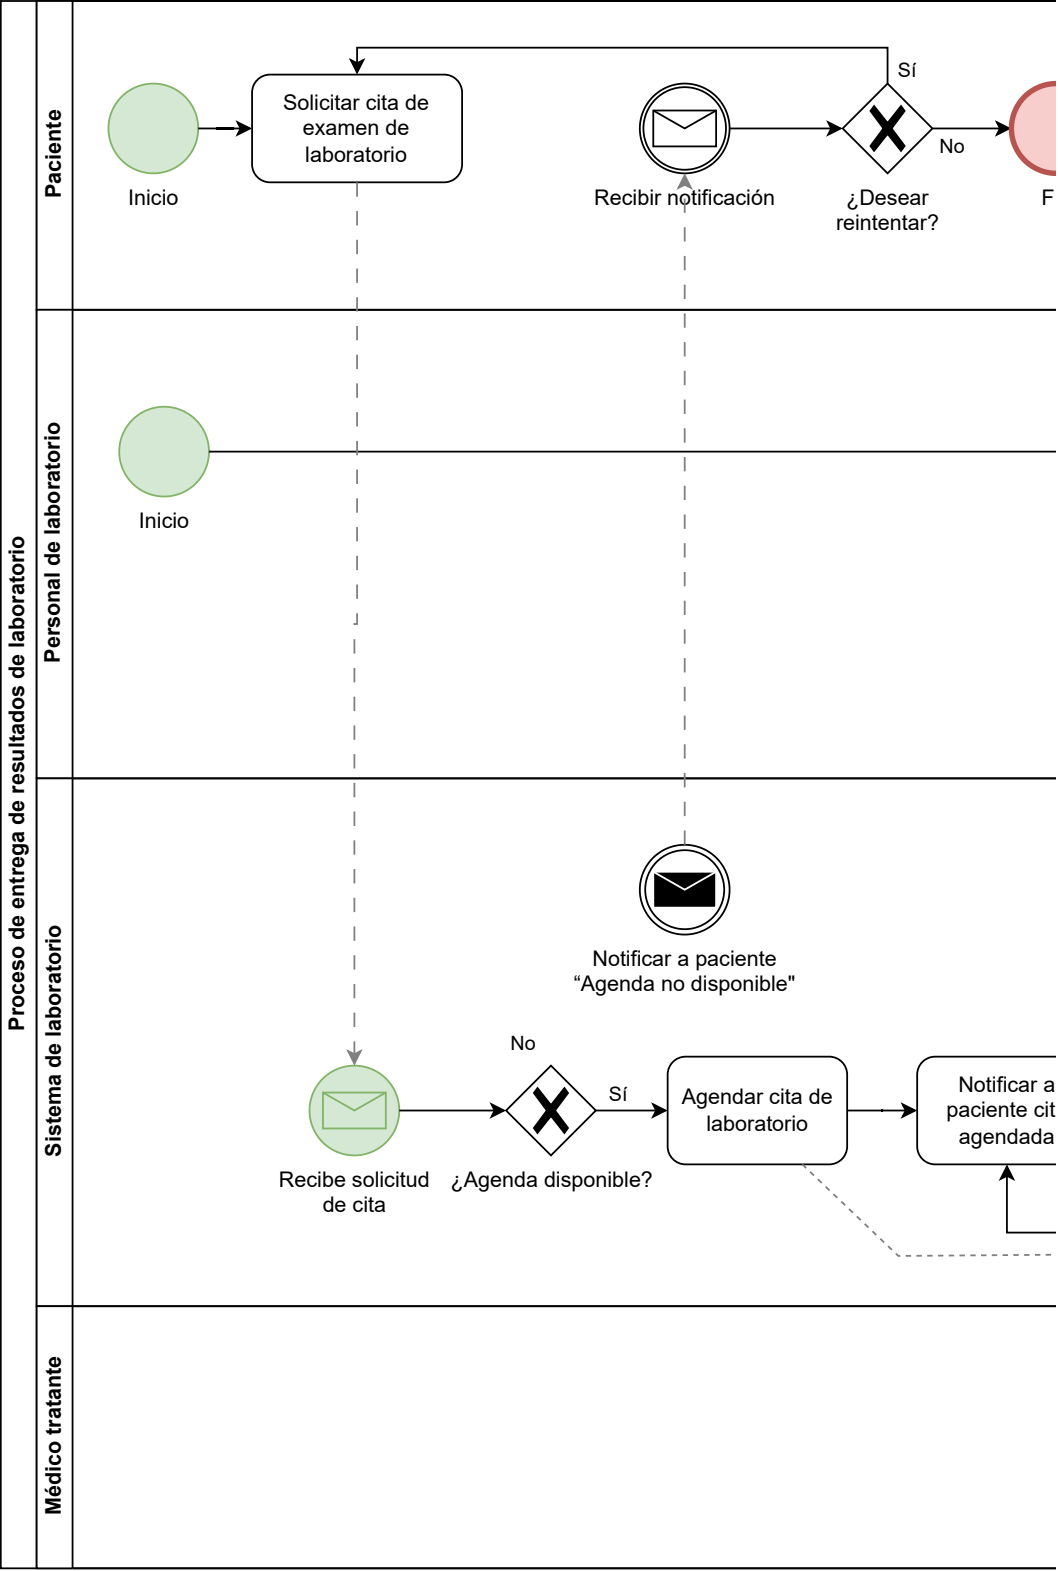 Proceso de entrega de resultados de laboratorio
Paciente
Inicio
Solicitar cita de
examen de
laboratorio
Recibir notificación
Sí
No
¿Desear
reintentar?
F
Personal de laboratorio
Inicio
Sistema de laboratorio
Notificar a paciente
“Agenda no disponible"
Recibe solicitud
de cita
No
Sí
¿Agenda disponible?
Agendar cita de
laboratorio
Notificar a
paciente cit
agendada
Médico tratante